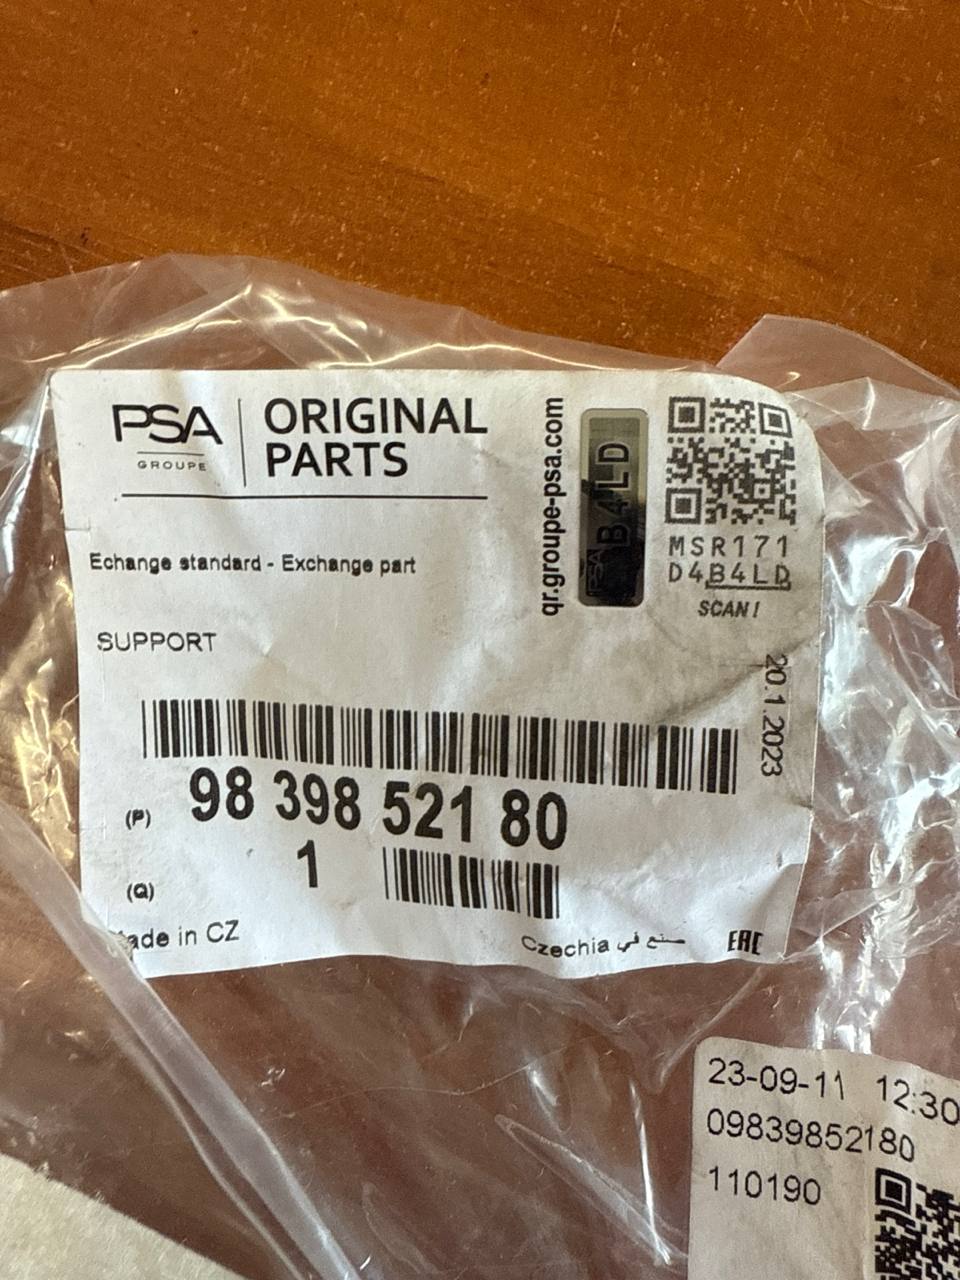 PSA
GROUPE
ORIGINAL
PARTS
qr.groupe-psa.com
PSA B4LD
MSR171
D4B4LD
SCAN!
Echange standard - Exchange part
SUPPORT
20.1.2023
(P) 98 398 521 80
(Q) 1
ade in CZ
Czechia صنع في
EAC
23-09-11 12:30
09839852180
110190